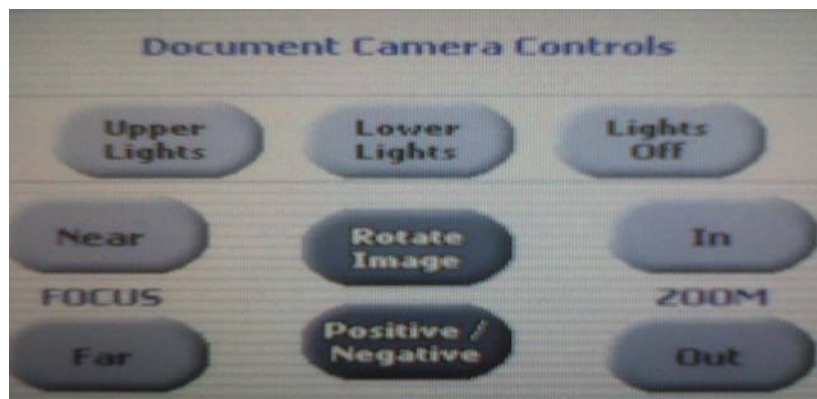 Document Camera Controls
Upper
Lights
Lower
Lights
Lights
Off
Near
Rotate
Image
In
FOCUS
ZOOM
Far
Positive /
Negative
Out